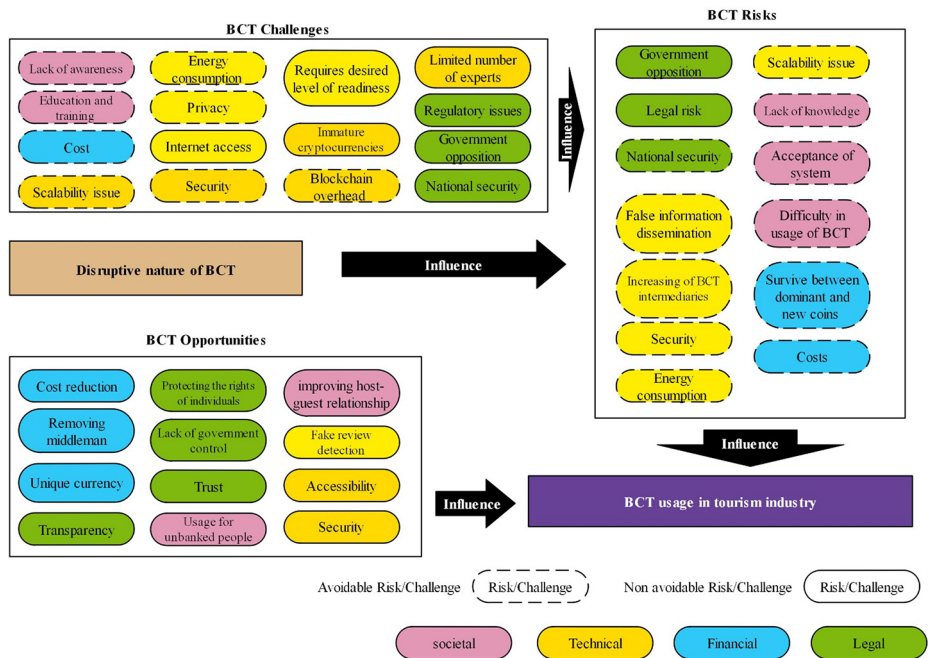 BCT Challenges
Lack of awareness
Education and
training
Cost
Scalability issue
Energy
consumption
Privacy
Internet access
Security
Requires desired
level of readiness
Immature
cryptocurrencies
Blockchain
overhead
Limited number
of experts
Regulatory issues
Government
opposition
National security
Influence
BCT Risks
Government
opposition
Legal risk
National security
False information
dissemination
Increasing of BCT
intermediaries
Security
Energy
consumption
Scalability issue
Lack of knowledge
Acceptance of
system
Difficulty in
usage of BCT
Survive between
dominant and
new coins
Costs
Disruptive nature of BCT
Influence
BCT Opportunities
Cost reduction
Removing
middleman
Unique currency
Transparency
Protecting the rights
of individuals
Lack of government
control
Trust
Usage for
unbanked people
improving host-
guest relationship
Fake review
detection
Accessibility
Security
Influence
Influence
BCT usage in tourism industry
Avoidable Risk/Challenge
Risk/Challenge
Non avoidable Risk/Challenge
Risk/Challenge
societal
Technical
Financial
Legal